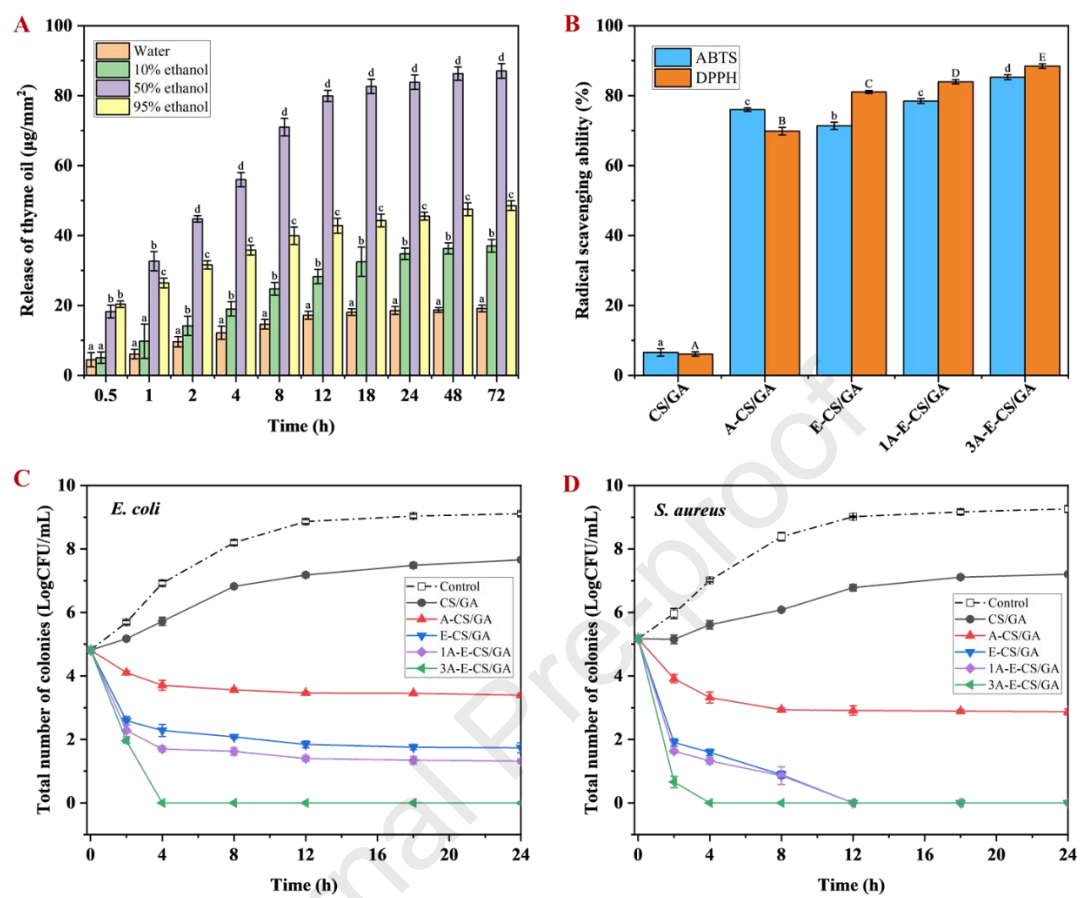 A
Release of thyme oil (μg/mm²)
100
80
60
40
20
0
Water
10% ethanol
50% ethanol
95% ethanol
a a b b
a b d c
a b d c
a b d c
a b d c
a b d c
a b d c
a b d c
a b d c
a b d c
0.5 1 2 4 8 12 18 24 48 72
Time (h)
B
Radical scavenging ability (%)
100
80
60
40
20
0
ABTS
DPPH
a A c B b C c D d E
CS/GA A-CS/GA E-CS/GA 1A-E-CS/GA 3A-E-CS/GA
C
Total number of colonies (LogCFU/mL)
10
8
6
4
2
0
E. coli
Control
CS/GA
A-CS/GA
E-CS/GA
1A-E-CS/GA
3A-E-CS/GA
0 4 8 12 16 20 24
Time (h)
D
Total number of colonies (LogCFU/mL)
10
8
6
4
2
0
S. aureus
Control
CS/GA
A-CS/GA
E-CS/GA
1A-E-CS/GA
3A-E-CS/GA
0 4 8 12 16 20 24
Time (h)
rnal Pre-proof